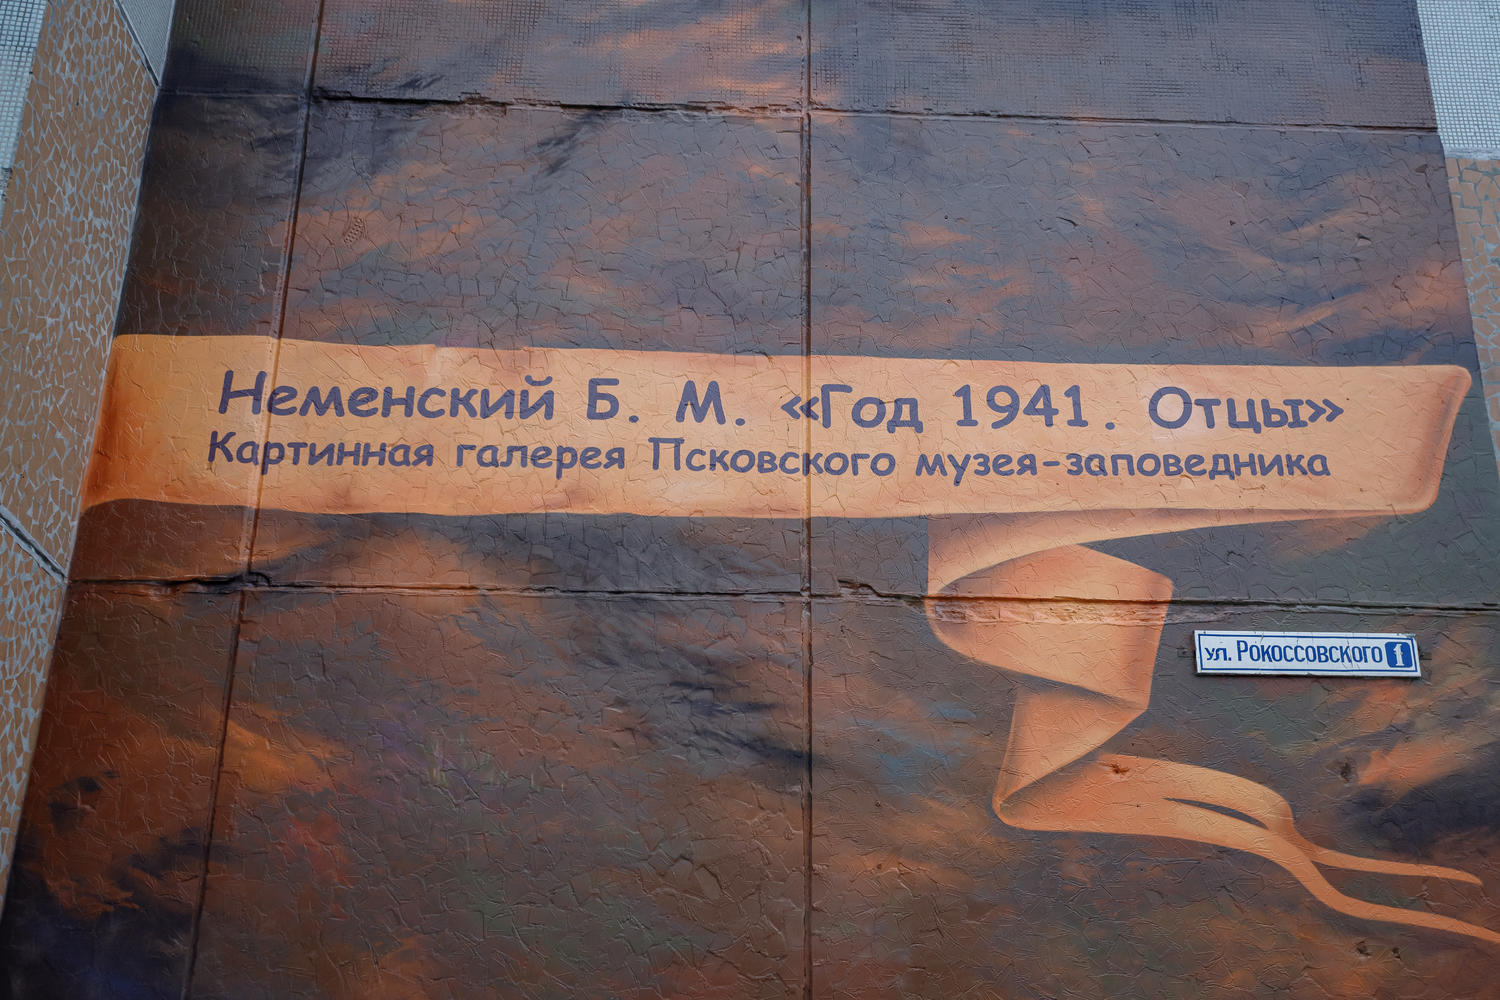 Неменский Б. М. «Год 1941. Отцы»
Картинная галерея Псковского музея-заповедника
ул. Рокоссовского 1